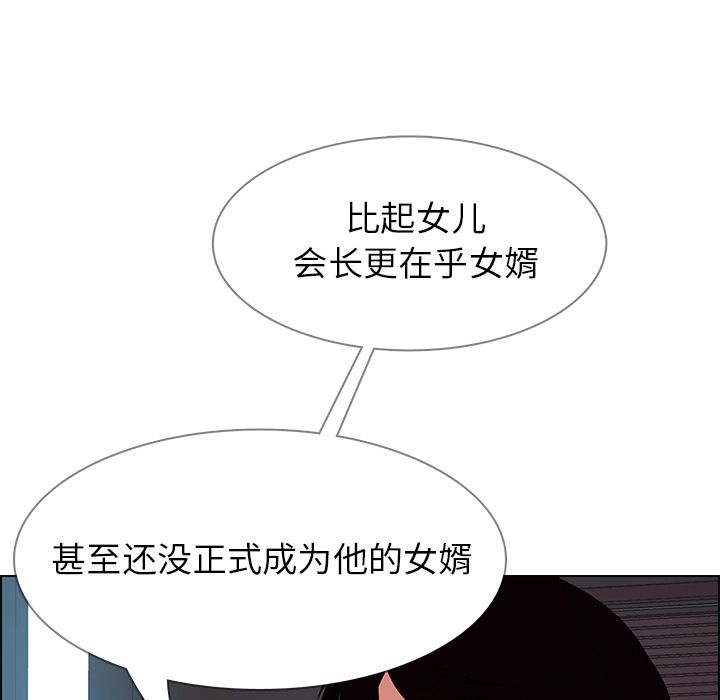 比起女儿
会长更在乎女婿
甚至还没正式成为他的女婿